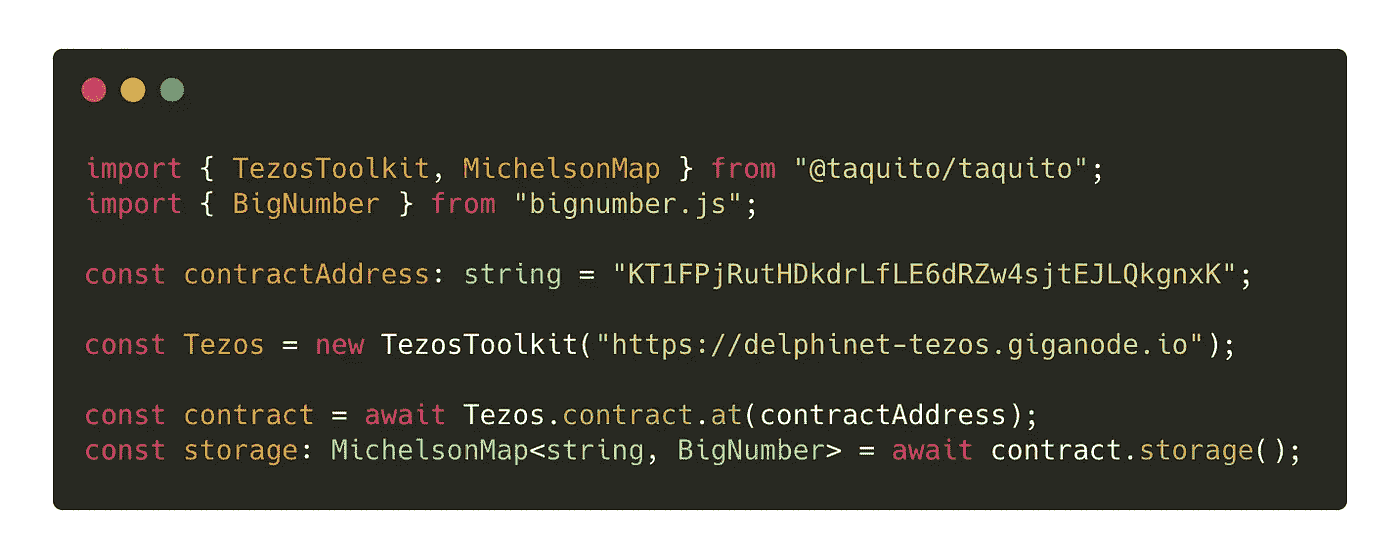 import { TezosToolkit, MichelsonMap } from "@taquito/taquito";
import { BigNumber } from "bignumber.js";
const contractAddress: string = "KT1FPjRutHDkdrLfLE6dRZw4sjtEJLQkgnxK";
const Tezos = new TezosToolkit("https://delphinet-tezos.giganode.io");
const contract = await Tezos.contract.at(contractAddress);
const storage: MichelsonMap<string, BigNumber> = await contract.storage();